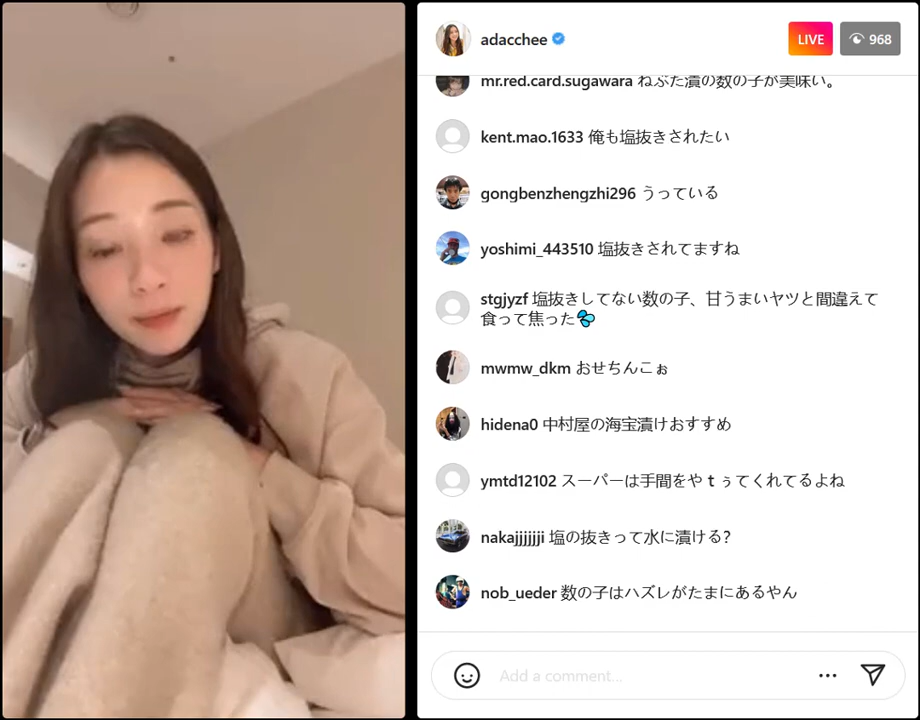 adacchee
LIVE
968
mr.red.card.sugawara ねぶた漬の数の子が美味い。
kent.mao.1633 俺も塩抜きされたい
gongbenzhengzhi296 うっている
yoshimi_443510 塩抜きされてますね
stgjyzf 塩抜きしてない数の子、甘うまいヤツと間違えて
食って焦った💦
mwmw_dkm おせちんこぉ
hidena0 中村屋の海宝漬けおすすめ
ymtd12102 スーパーは手間をやｔぅてくれてるよね
nakajjjjjji 塩の抜きって水に漬ける?
nob_ueder 数の子はハズレがたまにあるやん
Add a comment...